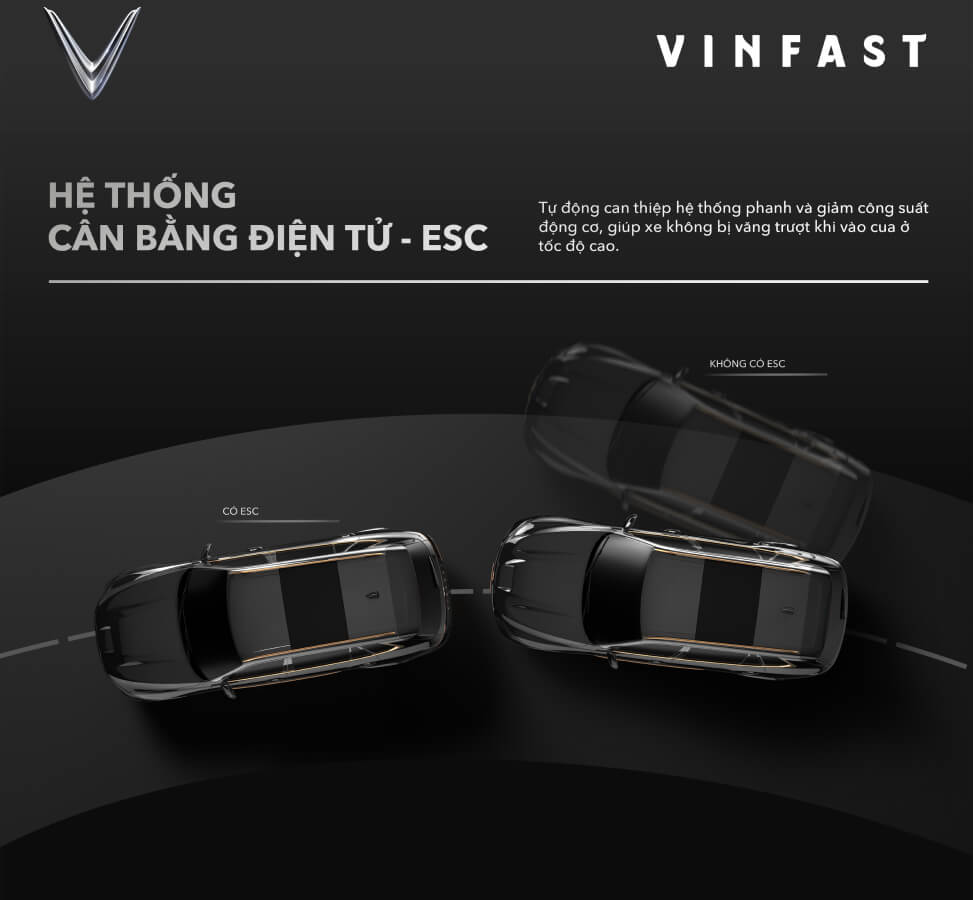 VINFAST
HỆ THỐNG
CÂN BẰNG ĐIỆN TỬ - ESC
Tự động can thiệp hệ thống phanh và giảm công suất
động cơ, giúp xe không bị văng trượt khi vào cua ở
tốc độ cao.
KHÔNG CÓ ESC
CÓ ESC